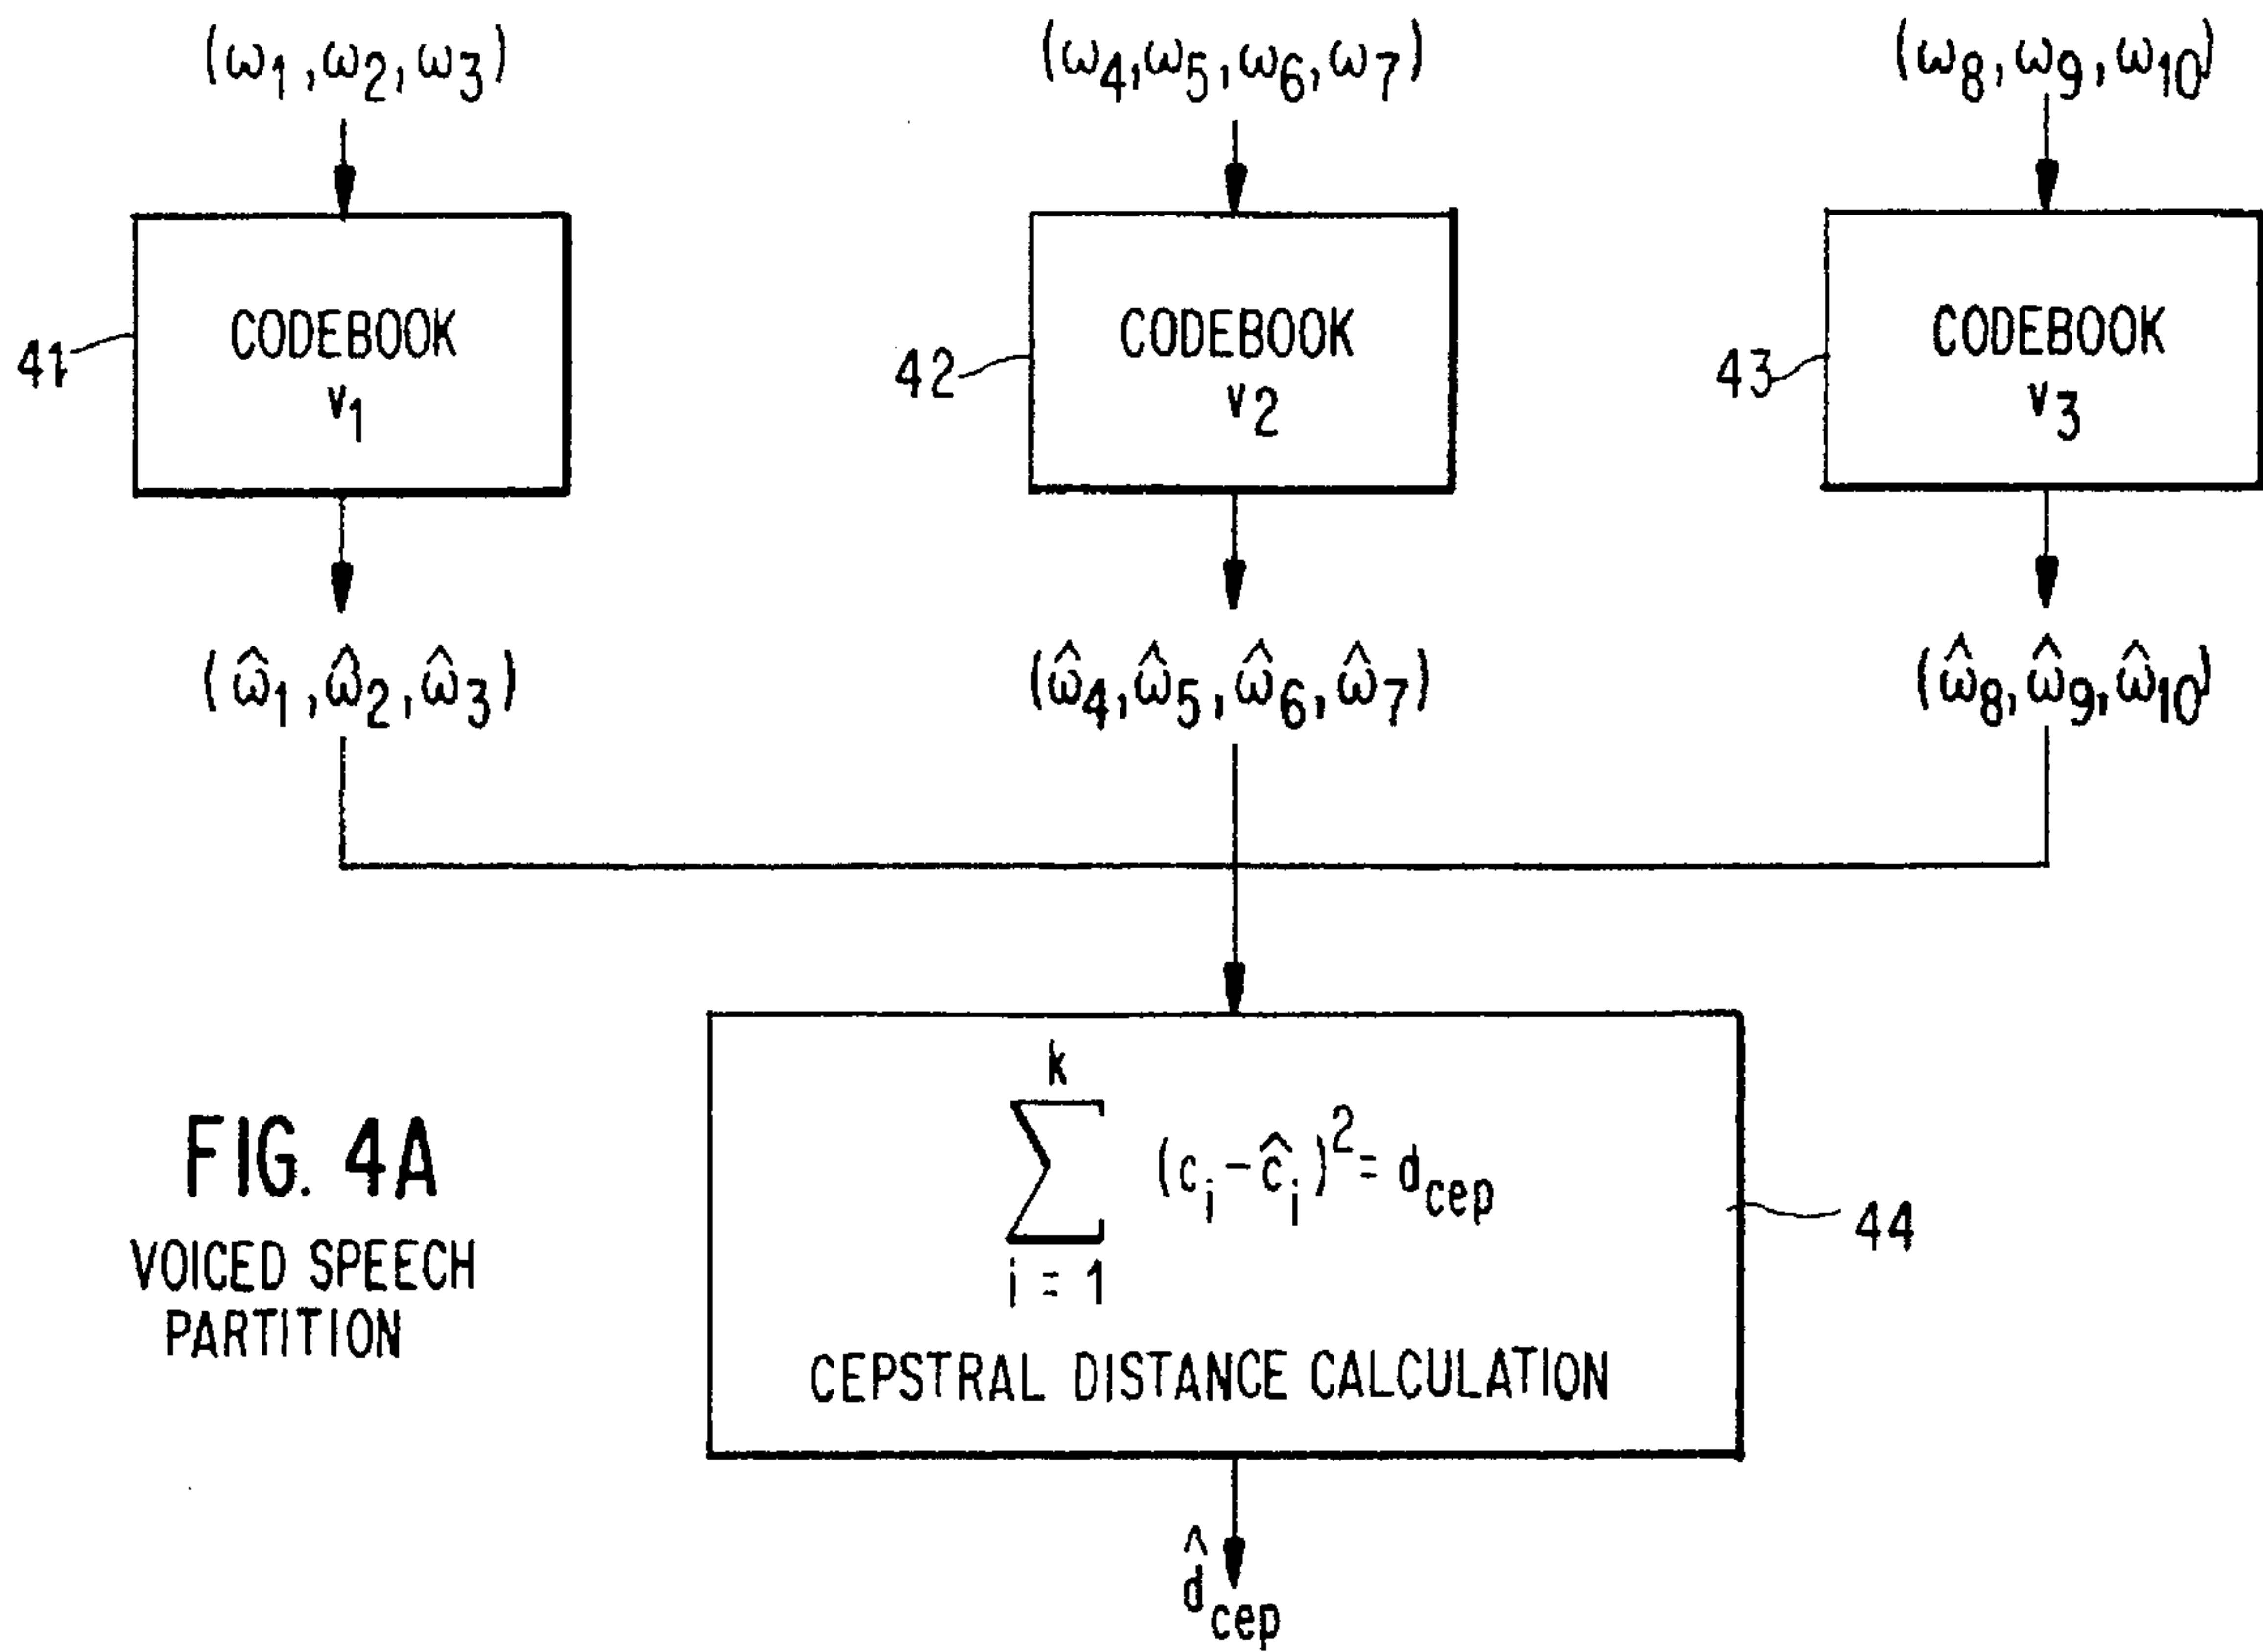 (ω1,ω2,ω3)
(ω4,ω5,ω6,ω7)
(ω8,ω9,ω10)
41
CODEBOOK
v1
42
CODEBOOK
v2
43
CODEBOOK
v3
(ω̂1,ω̂2,ω̂3)
(ω̂4,ω̂5,ω̂6,ω̂7)
(ω̂8,ω̂9,ω̂10)
k
∑ (ci-ĉi)²= dcep
i = 1
CEPSTRAL DISTANCE CALCULATION
44
FIG. 4A
VOICED SPEECH
PARTITION
d̂cep